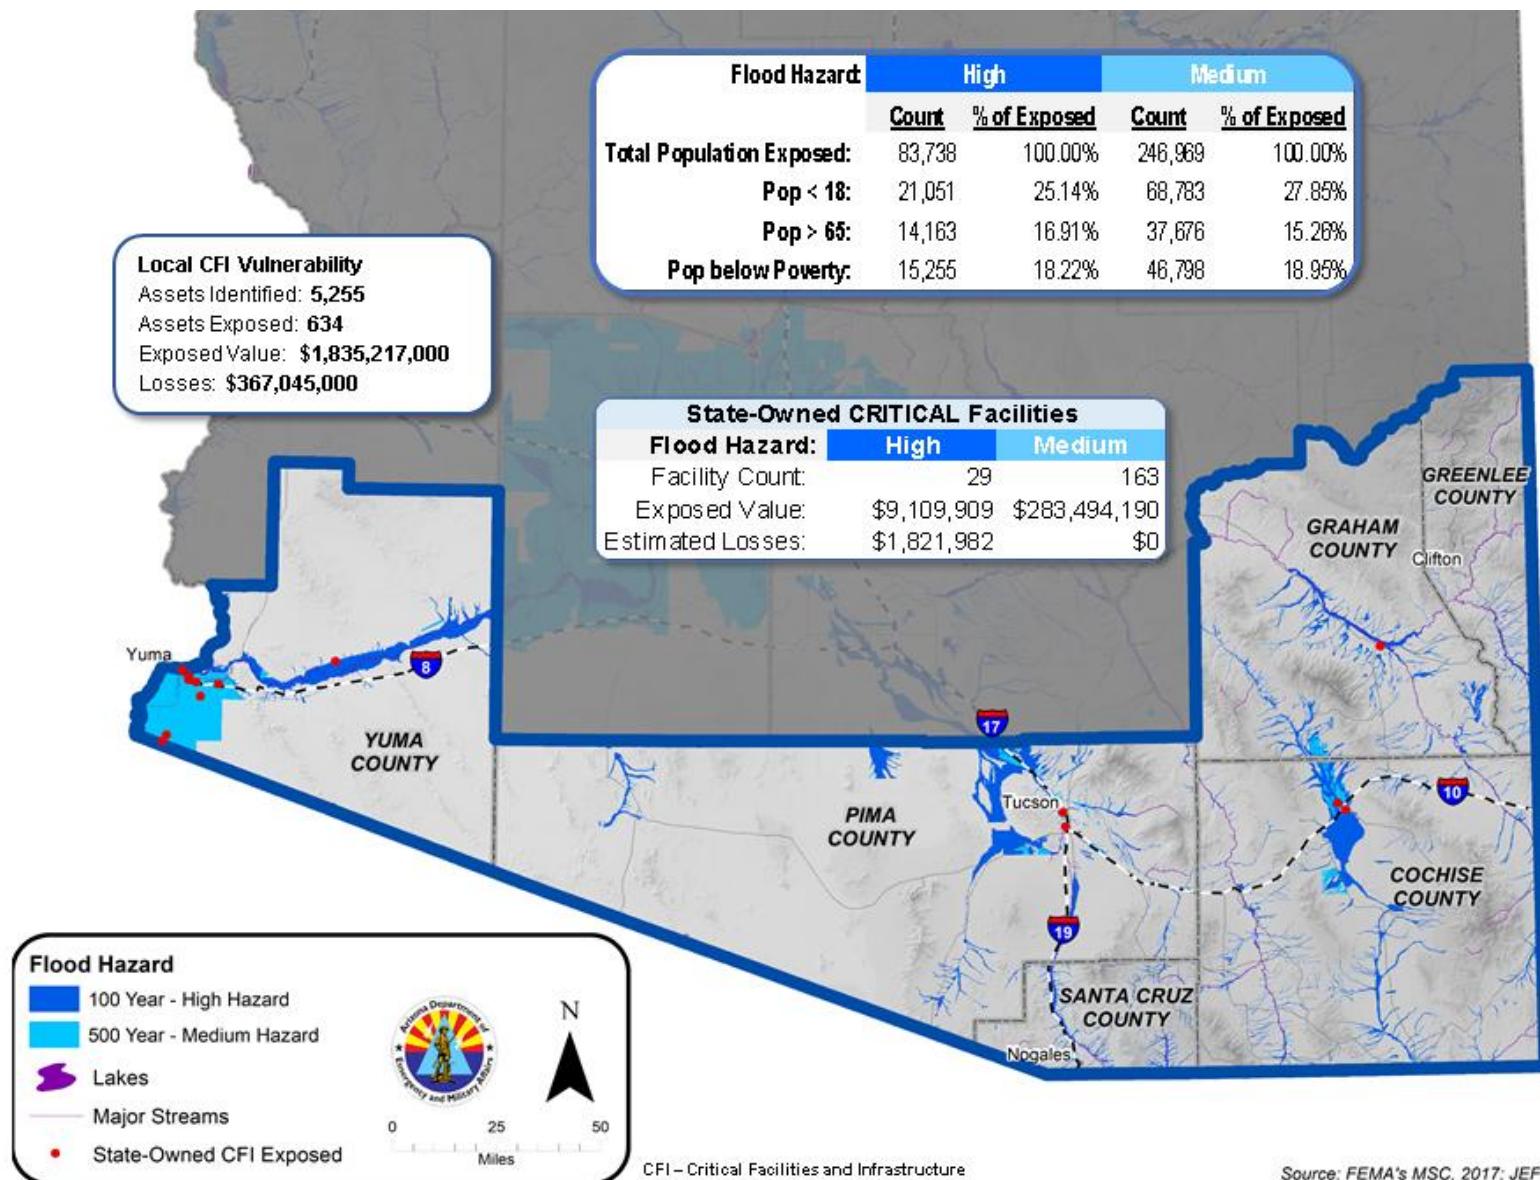 Flood Hazard: High Medium
Count % of Exposed Count % of Exposed
Total Population Exposed: 83,738 100.00% 246,969 100.00%
Pop < 18: 21,051 25.14% 68,783 27.85%
Pop > 65: 14,163 16.91% 37,676 15.26%
Pop below Poverty: 15,255 18.22% 46,798 18.95%
Local CFI Vulnerability
Assets Identified: 5,255
Assets Exposed: 634
Exposed Value: $1,835,217,000
Losses: $367,045,000
State-Owned CRITICAL Facilities
Flood Hazard: High Medium
Facility Count: 29 163
Exposed Value: $9,109,909 $283,494,190
Estimated Losses: $1,821,982 $0
GREENLEE
COUNTY
GRAHAM
COUNTY
Clifton
Yuma
8
YUMA
COUNTY
17
Tucson
PIMA
COUNTY
10
COCHISE
COUNTY
19
SANTA CRUZ
COUNTY
Nogales
Flood Hazard
100 Year - High Hazard
500 Year - Medium Hazard
Lakes
Major Streams
State-Owned CFI Exposed
Arizona Department of
Emergency and Military Affairs
N
0 25 50
Miles
CFI – Critical Facilities and Infrastructure
Source: FEMA's MSC, 2017; JEF